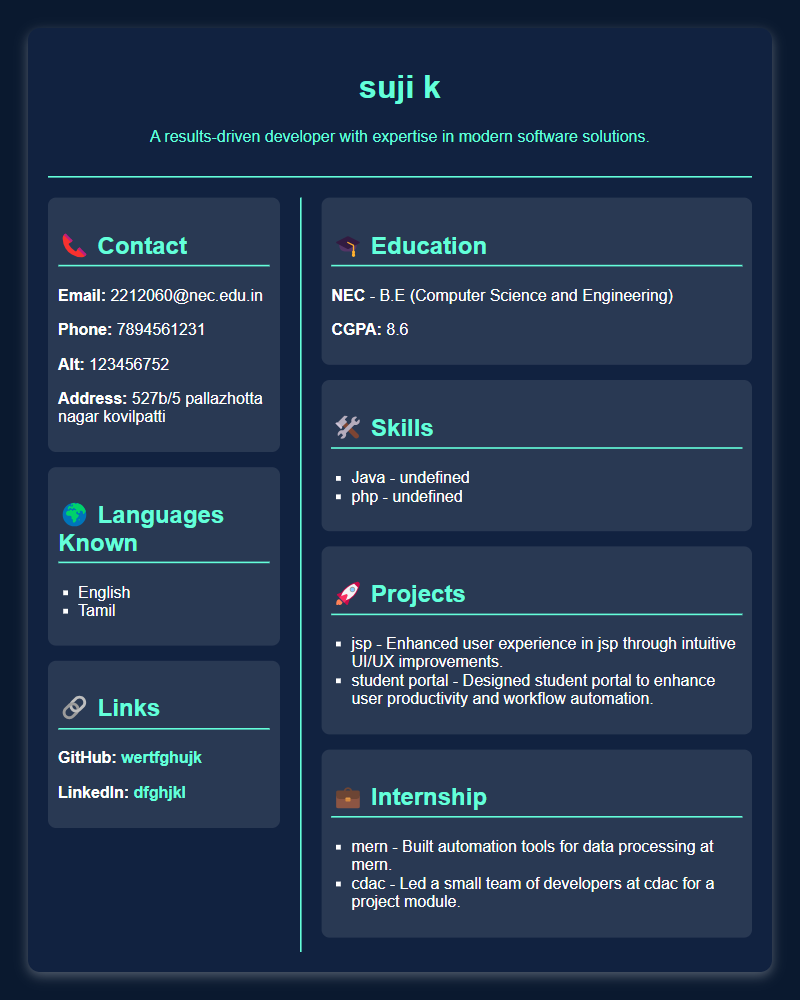 suji k
A results-driven developer with expertise in modern software solutions.
Contact
Email: 2212060@nec.edu.in
Phone: 7894561231
Alt: 123456752
Address: 527b/5 pallazhotta
nagar kovilpatti
Languages
Known
English
Tamil
Links
GitHub: wertfghujk
LinkedIn: dfghjkl
Education
NEC - B.E (Computer Science and Engineering)
CGPA: 8.6
Skills
Java - undefined
php - undefined
Projects
jsp - Enhanced user experience in jsp through intuitive
UI/UX improvements.
student portal - Designed student portal to enhance
user productivity and workflow automation.
Internship
mern - Built automation tools for data processing at
mern.
cdac - Led a small team of developers at cdac for a
project module.